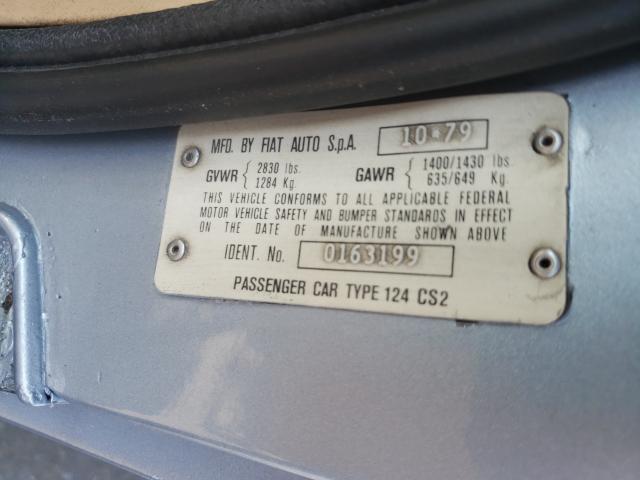 MFD. BY FIAT AUTO S.p.A. 10*79
GVWR { 2830 lbs. 1284 Kg. GAWR { 1400/1430 lbs. 635/649 Kg.
THIS VEHICLE CONFORMS TO ALL APPLICABLE FEDERAL
MOTOR VEHICLE SAFETY AND BUMPER STANDARDS IN EFFECT
ON THE DATE OF MANUFACTURE SHOWN ABOVE
IDENT. No. 0163199
PASSENGER CAR TYPE 124 CS2